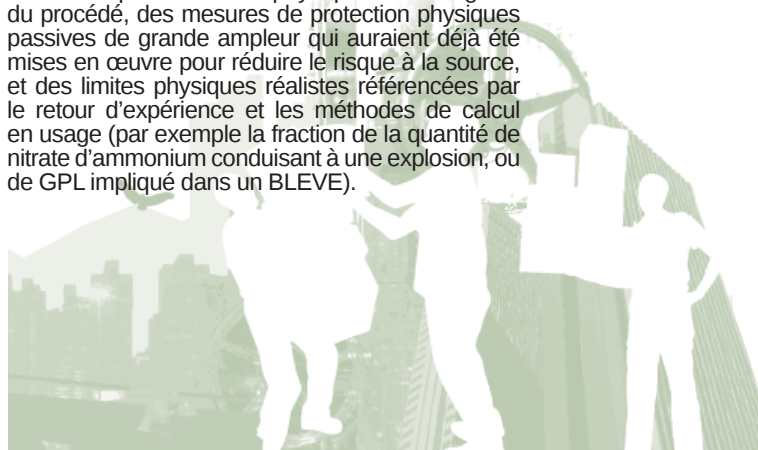 du procédé, des mesures de protection physiques
passives de grande ampleur qui auraient déjà été
mises en œuvre pour réduire le risque à la source,
et des limites physiques réalistes référencées par
le retour d’expérience et les méthodes de calcul
en usage (par exemple la fraction de la quantité de
nitrate d’ammonium conduisant à une explosion, ou
de GPL impliqué dans un BLEVE).